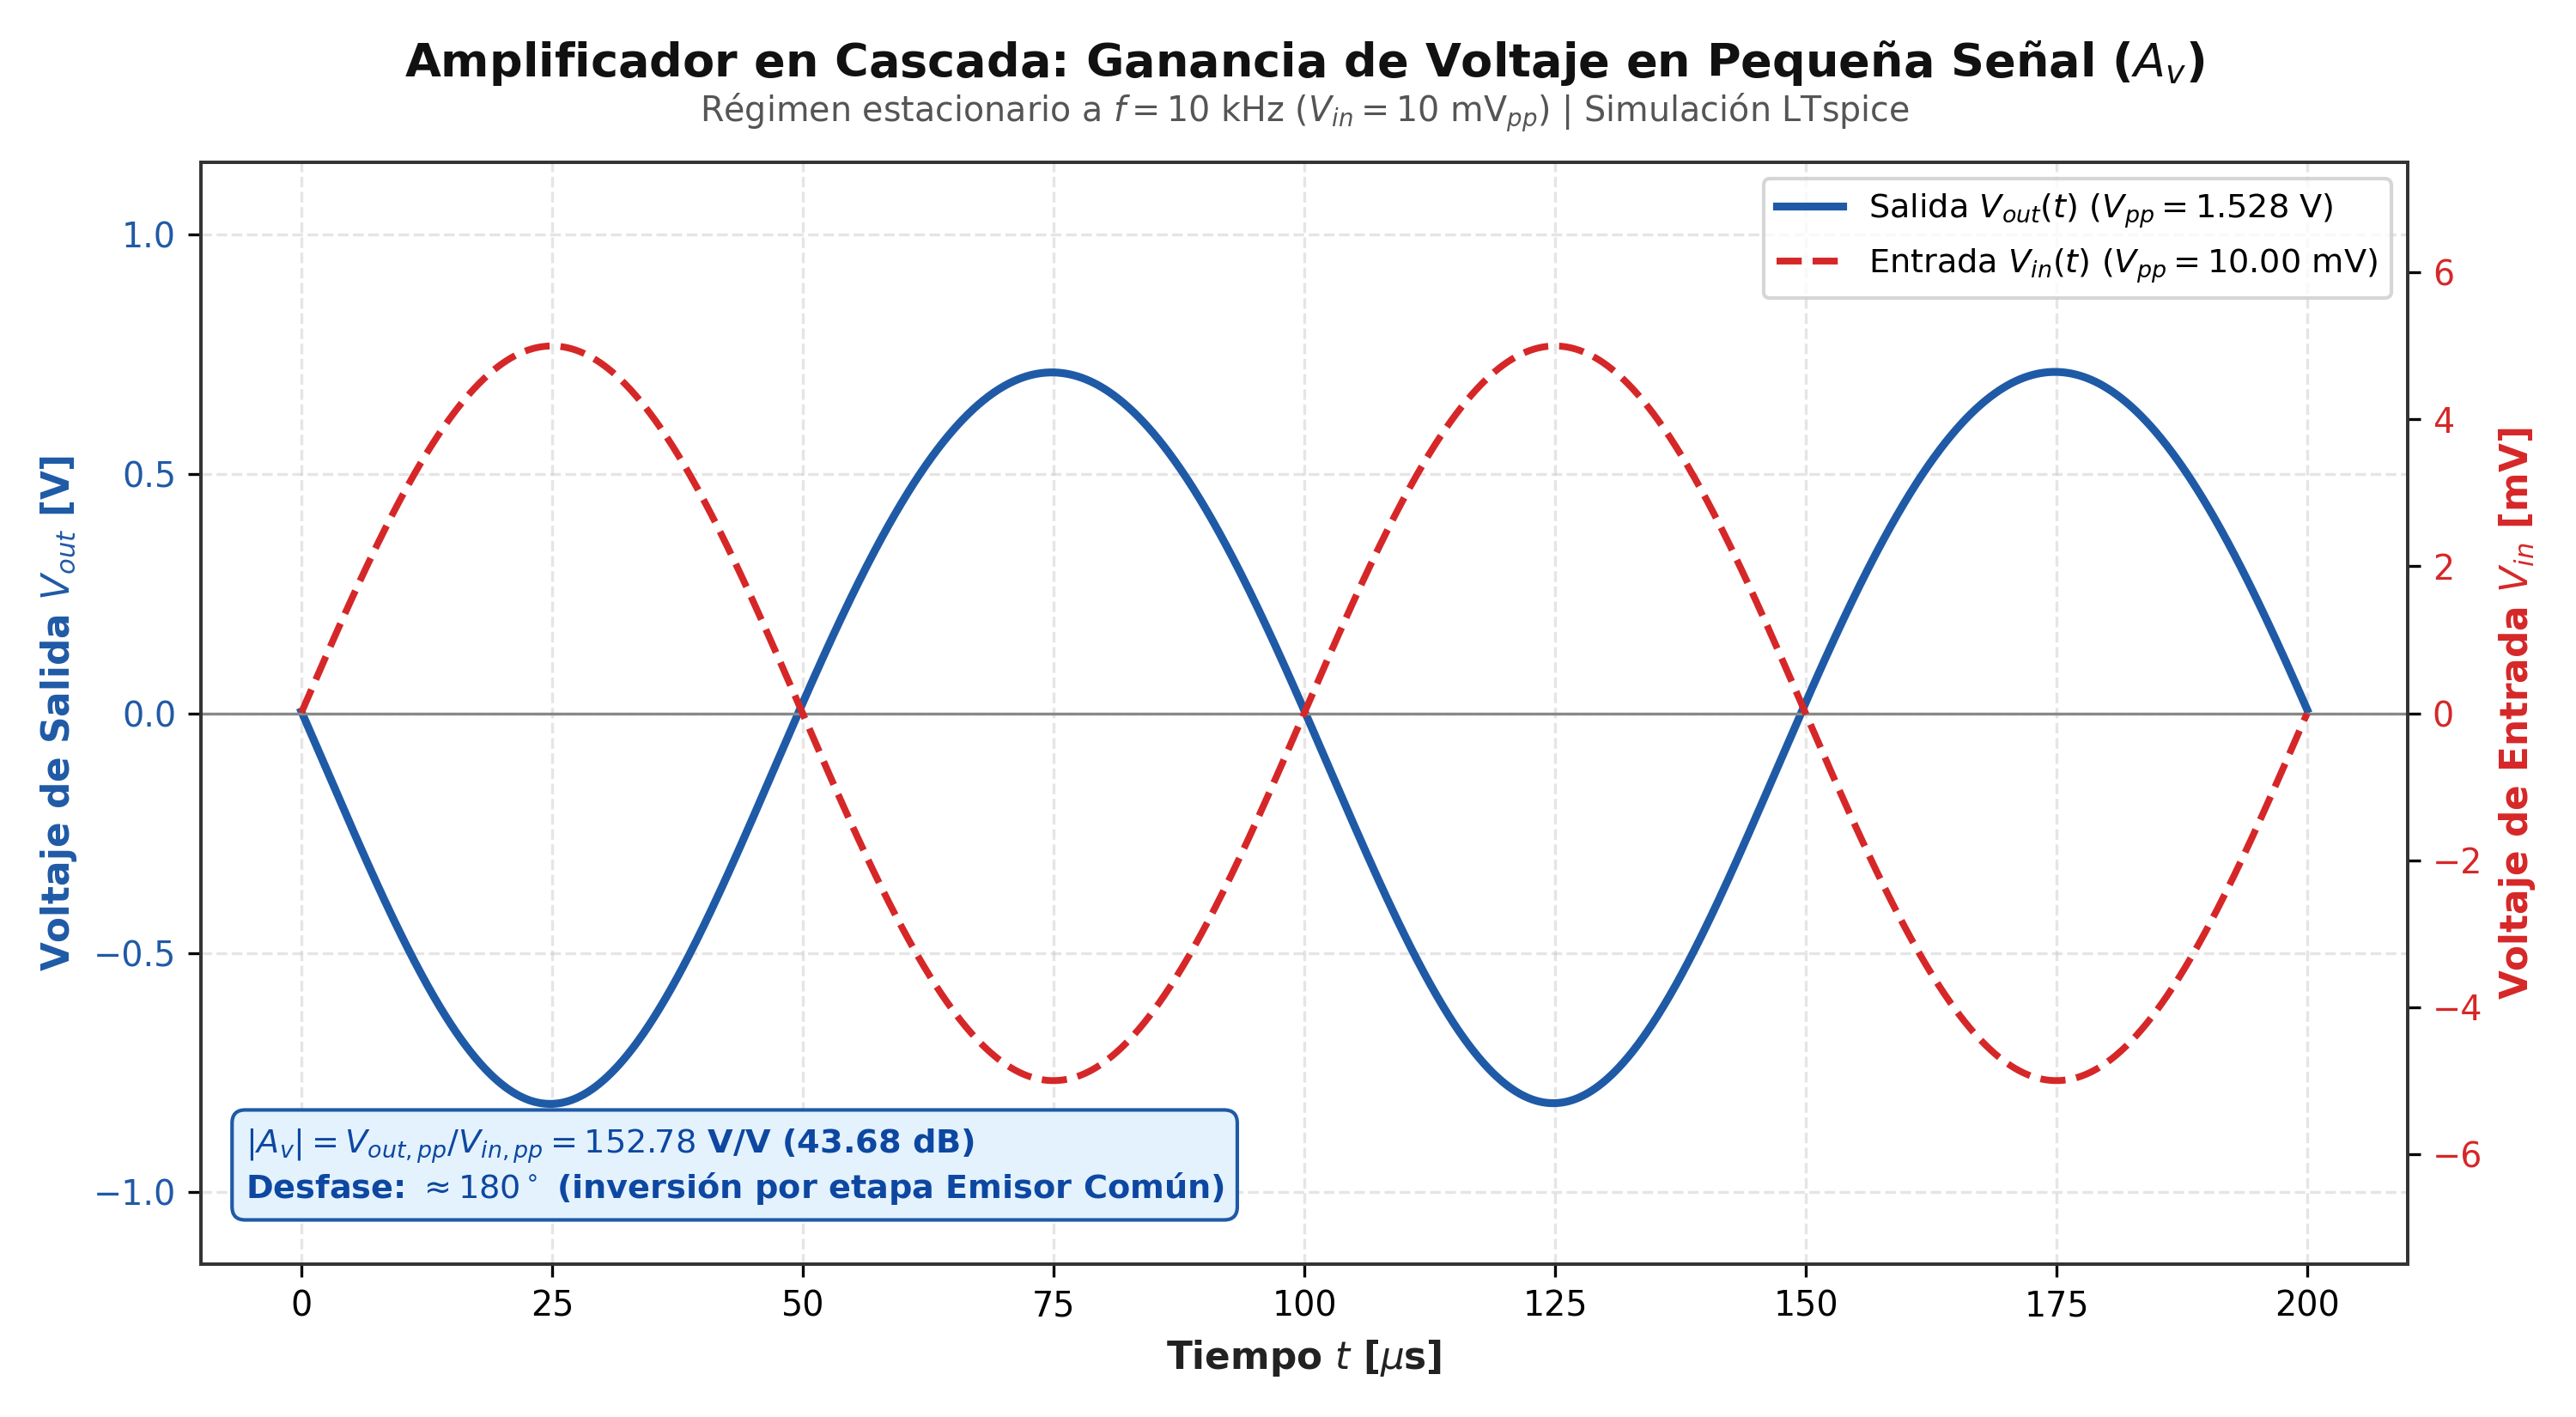 Amplificador en Cascada: Ganancia de Voltaje en Pequeña Señal (A_v)
Régimen estacionario a f = 10 kHz (V_in = 10 mV_pp) | Simulación LTspice
Salida V_out(t) (V_pp = 1.528 V)
Entrada V_in(t) (V_pp = 10.00 mV)
Voltaje de Salida V_out [V]
1.0
0.5
0.0
−0.5
−1.0
6
4
2
0
−2
−4
−6
Voltaje de Entrada V_in [mV]
|A_v| = V_out,pp/V_in,pp = 152.78 V/V (43.68 dB)
Desfase: ≈ 180° (inversión por etapa Emisor Común)
0 25 50 75 100 125 150 175 200
Tiempo t [μs]